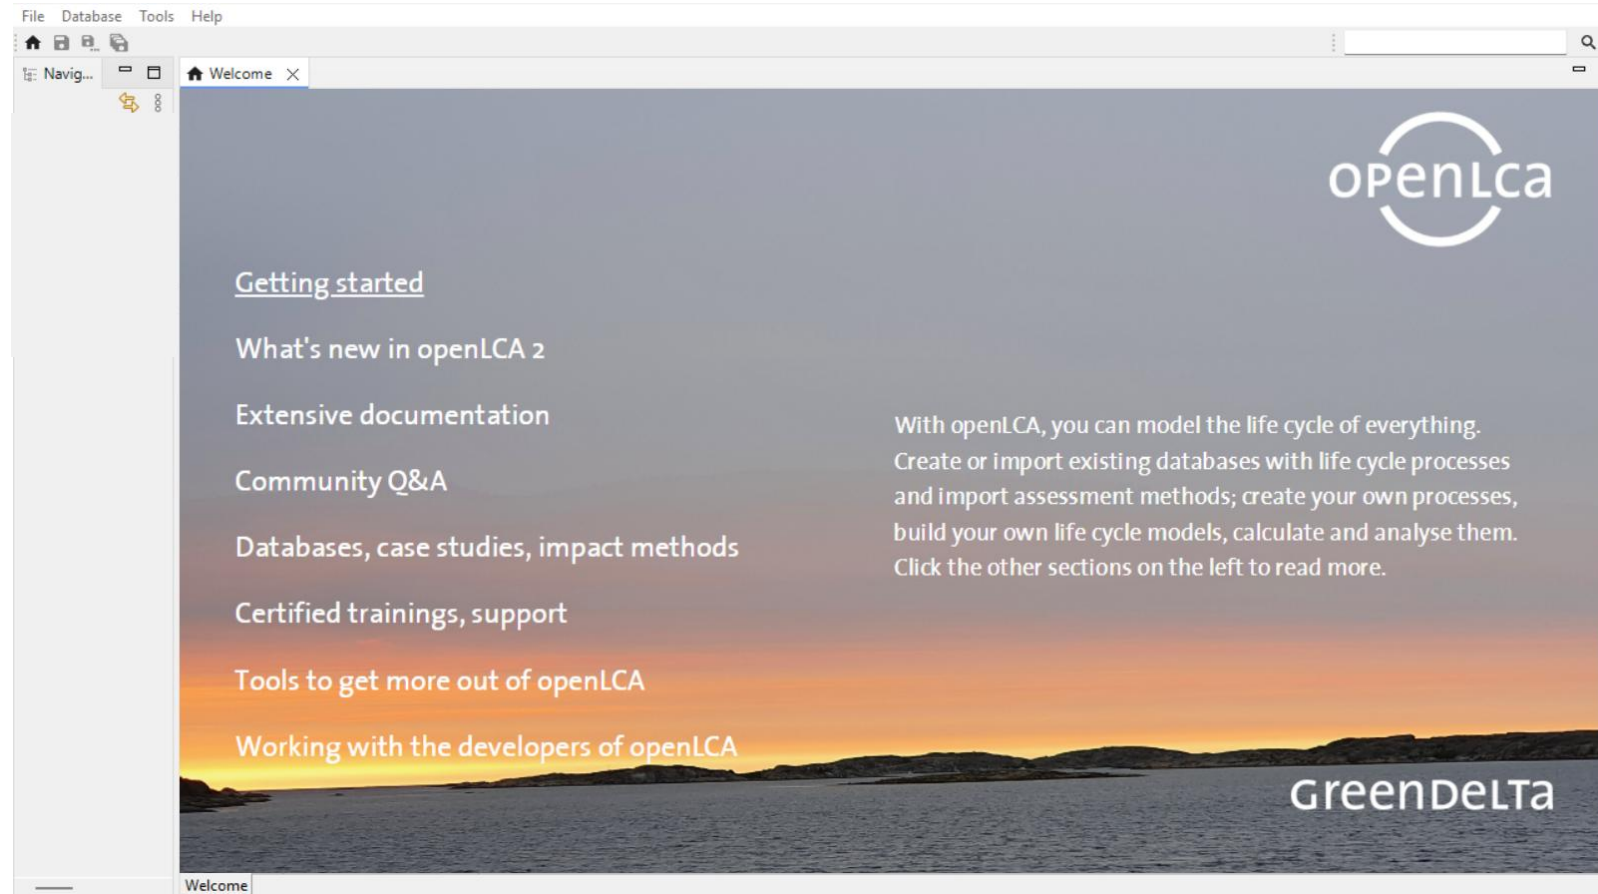 File Database Tools Help
Navig...
Welcome
openLCa
Getting started
What's new in openLCA 2
Extensive documentation
Community Q&A
Databases, case studies, impact methods
Certified trainings, support
Tools to get more out of openLCA
Working with the developers of openLCA
With openLCA, you can model the life cycle of everything.
Create or import existing databases with life cycle processes
and import assessment methods; create your own processes,
build your own life cycle models, calculate and analyse them.
Click the other sections on the left to read more.
GreenDeLTa
Welcome